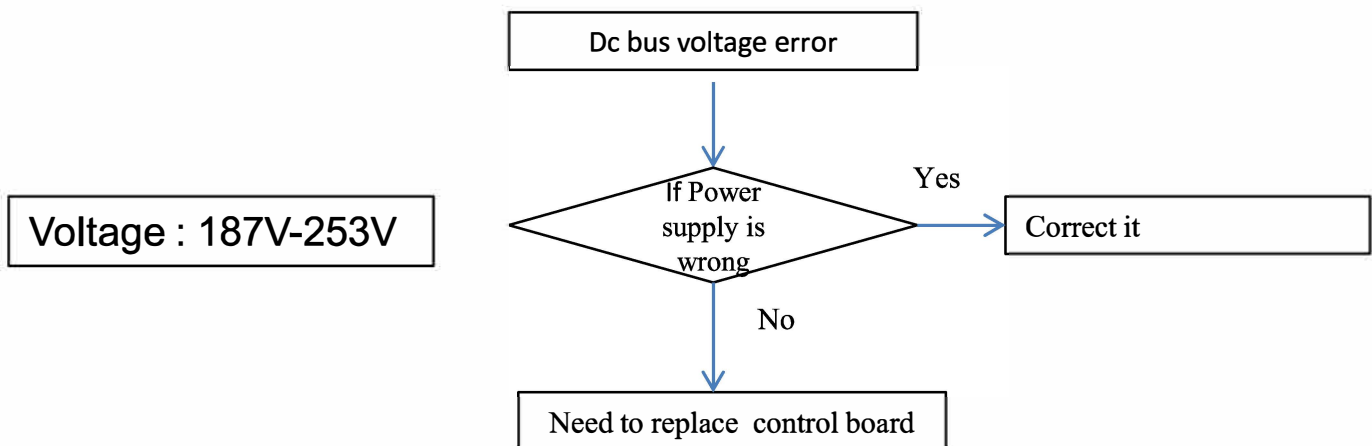 Dc bus voltage error
If Power
supply is
wrong
Yes
Correct it
Voltage : 187V-253V
No
Need to replace control board